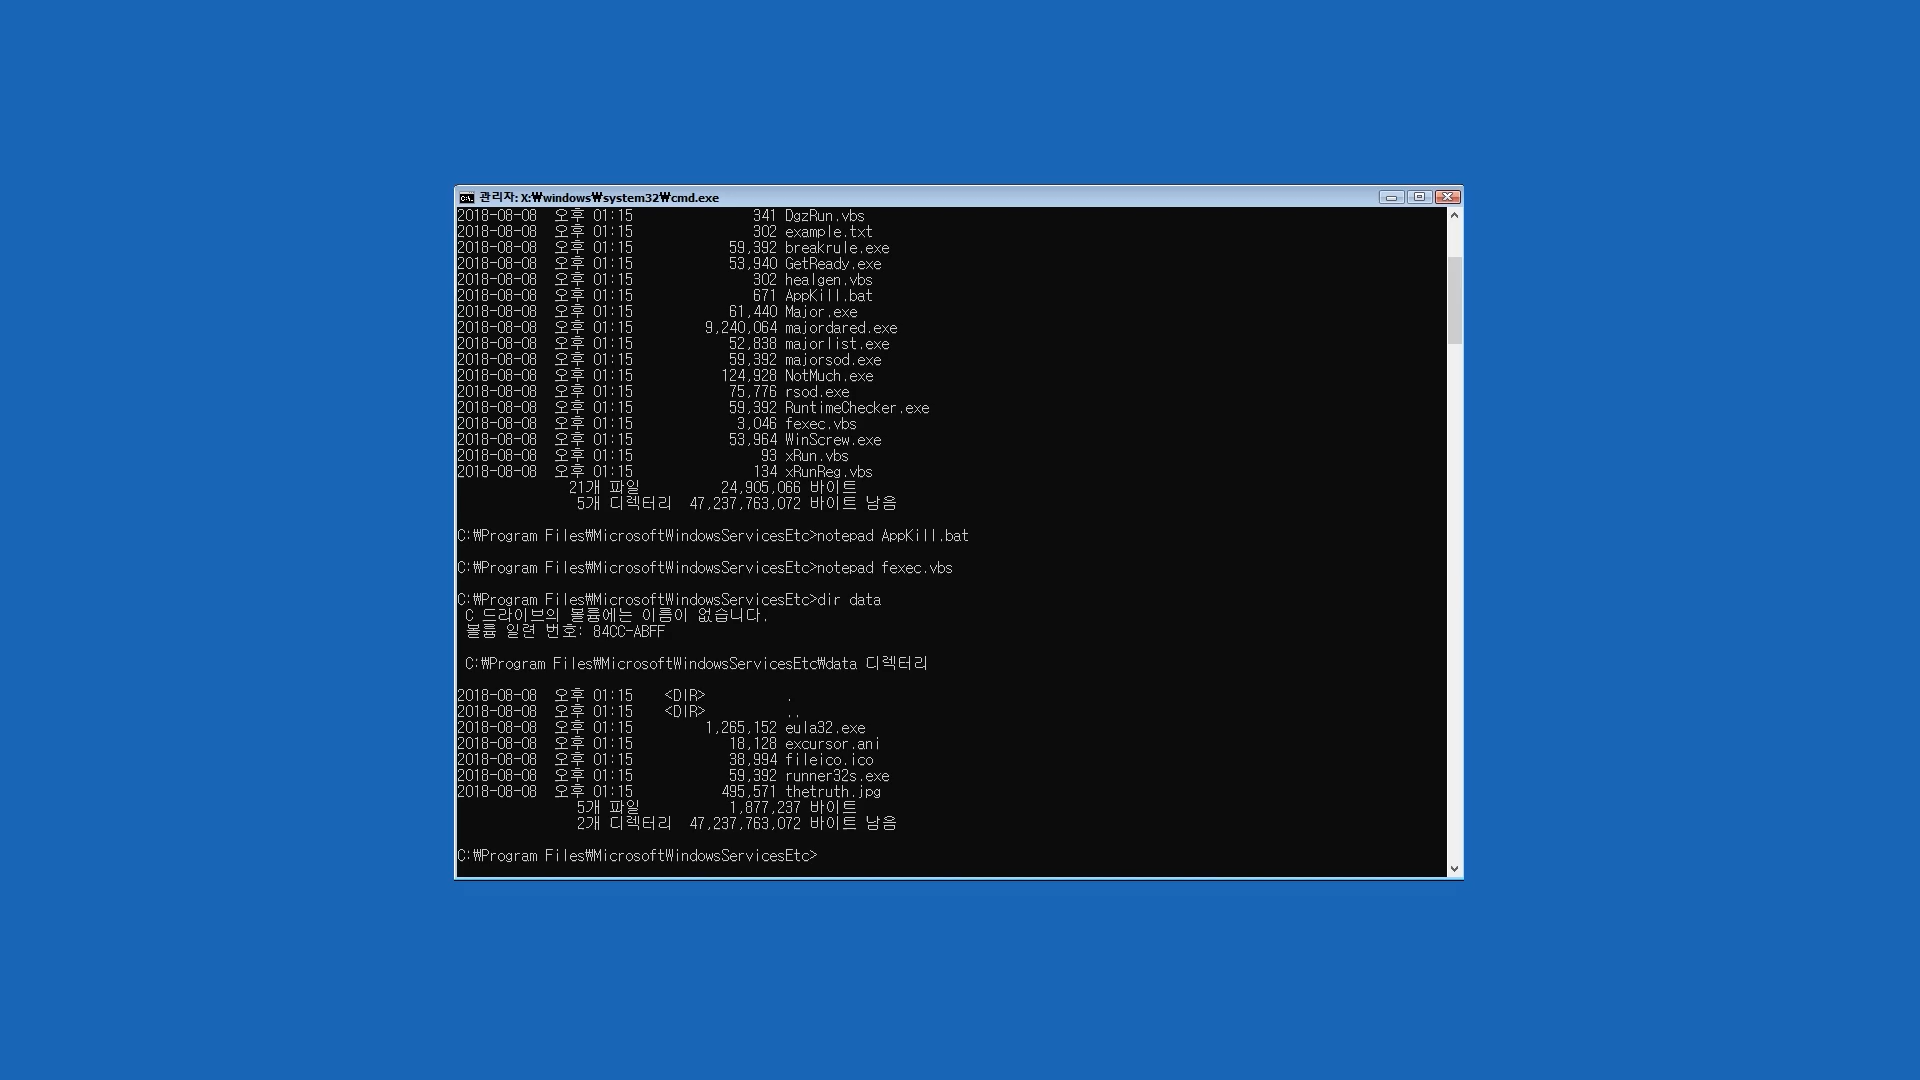 관리자: X:₩windows₩system32₩cmd.exe
2018-08-08 오후 01:15 341 DgzRun.vbs
2018-08-08 오후 01:15 302 example.txt
2018-08-08 오후 01:15 59,392 breakrule.exe
2018-08-08 오후 01:15 53,940 GetReady.exe
2018-08-08 오후 01:15 302 healgen.vbs
2018-08-08 오후 01:15 671 AppKill.bat
2018-08-08 오후 01:15 61,440 Major.exe
2018-08-08 오후 01:15 9,240,064 majordared.exe
2018-08-08 오후 01:15 52,838 majorlist.exe
2018-08-08 오후 01:15 59,392 majorsod.exe
2018-08-08 오후 01:15 124,928 NotMuch.exe
2018-08-08 오후 01:15 75,776 rsod.exe
2018-08-08 오후 01:15 59,392 RuntimeChecker.exe
2018-08-08 오후 01:15 3,046 fexec.vbs
2018-08-08 오후 01:15 53,964 WinScrew.exe
2018-08-08 오후 01:15 93 xRun.vbs
2018-08-08 오후 01:15 134 xRunReg.vbs
21개 파일 24,905,066 바이트
5개 디렉터리 47,237,763,072 바이트 남음
C:₩Program Files₩MicrosoftWindowsServicesEtc>notepad AppKill.bat
C:₩Program Files₩MicrosoftWindowsServicesEtc>notepad fexec.vbs
C:₩Program Files₩MicrosoftWindowsServicesEtc>dir data
C 드라이브의 볼륨에는 이름이 없습니다.
볼륨 일련 번호: 84CC-ABFF
C:₩Program Files₩MicrosoftWindowsServicesEtc₩data 디렉터리
2018-08-08 오후 01:15 <DIR> .
2018-08-08 오후 01:15 <DIR> ..
2018-08-08 오후 01:15 1,265,152 eula32.exe
2018-08-08 오후 01:15 18,128 excursor.ani
2018-08-08 오후 01:15 38,994 fileico.ico
2018-08-08 오후 01:15 59,392 runner32s.exe
2018-08-08 오후 01:15 495,571 thetruth.jpg
5개 파일 1,877,237 바이트
2개 디렉터리 47,237,763,072 바이트 남음
C:₩Program Files₩MicrosoftWindowsServicesEtc>